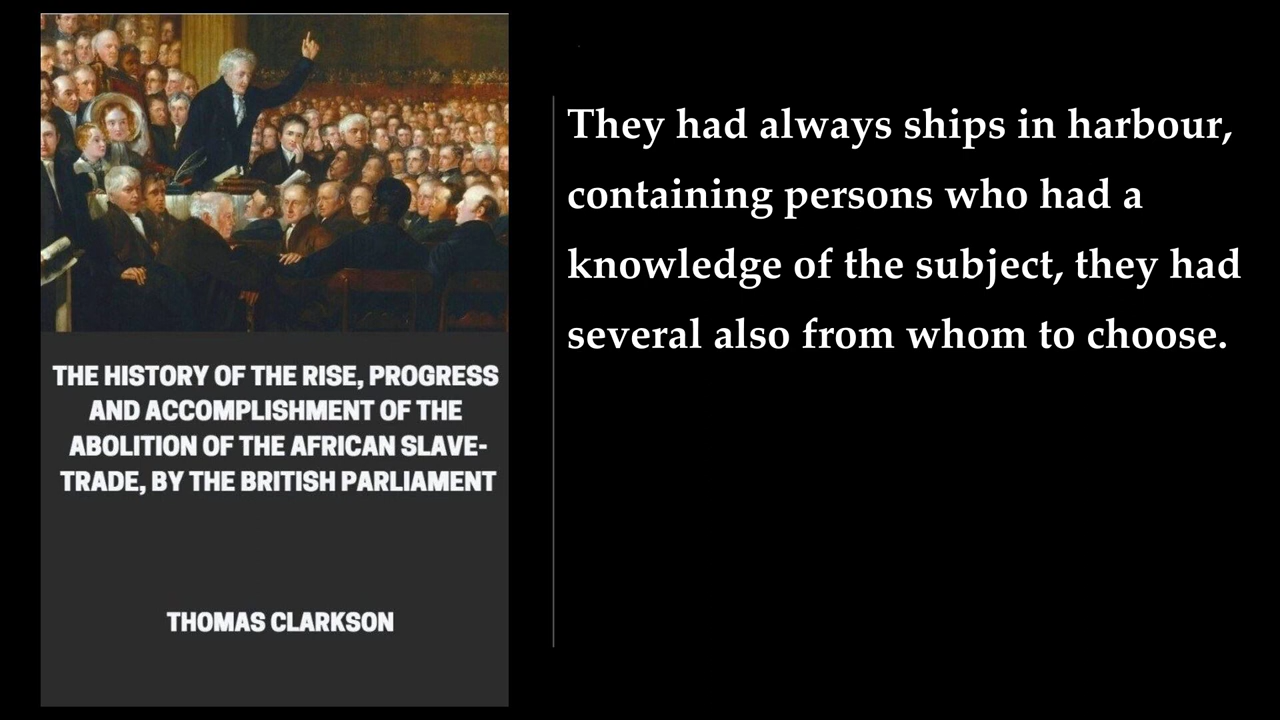 THE HISTORY OF THE RISE, PROGRESS
AND ACCOMPLISHMENT OF THE
ABOLITION OF THE AFRICAN SLAVE-
TRADE, BY THE BRITISH PARLIAMENT
THOMAS CLARKSON
They had always ships in harbour,
containing persons who had a
knowledge of the subject, they had
several also from whom to choose.